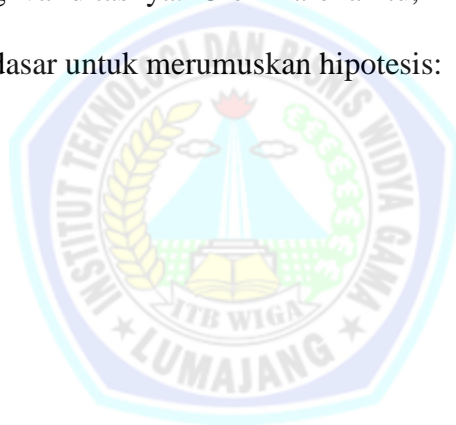 dasar untuk merumuskan hipotesis:
INSTITUT TEKNOLOGI DAN BISNIS WIDYA GAMA
ITB WIGA
LUMAJANG